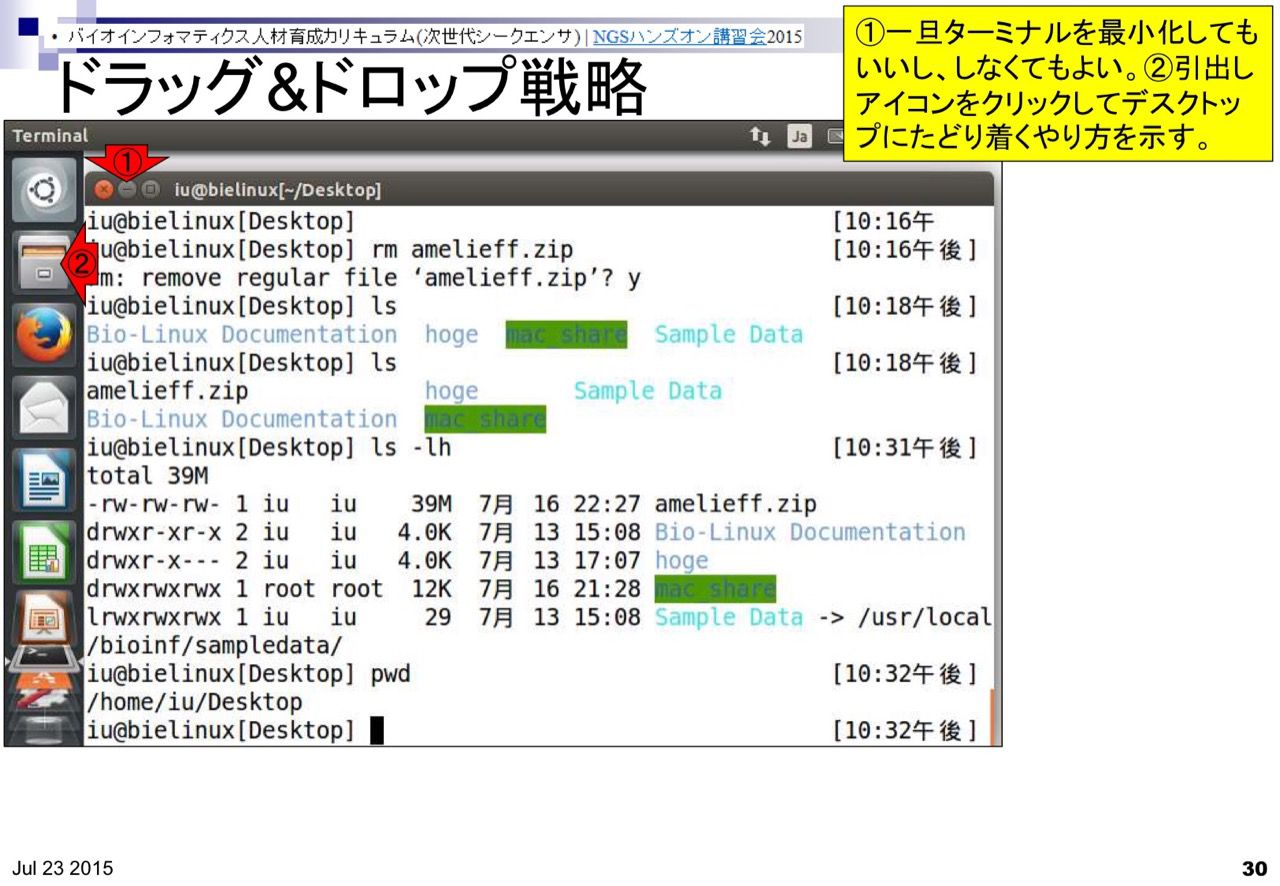 • バイオインフォマティクス人材育成カリキュラム(次世代シークエンサ) | NGSハンズオン講習会2015
ドラッグ&ドロップ戦略
①一旦ターミナルを最小化しても
いいし、しなくてもよい。②引出し
アイコンをクリックしてデスクトッ
プにたどり着くやり方を示す。
Terminal
Ja
①
iu@bielinux[~/Desktop]
②
iu@bielinux[Desktop] [10:16午
iu@bielinux[Desktop] rm amelieff.zip [10:16午後]
rm: remove regular file ‘amelieff.zip’? y
iu@bielinux[Desktop] ls [10:18午後]
Bio-Linux Documentation hoge mac_share Sample Data
iu@bielinux[Desktop] ls [10:18午後]
amelieff.zip hoge Sample Data
Bio-Linux Documentation mac_share
iu@bielinux[Desktop] ls -lh [10:31午後]
total 39M
-rw-rw-rw- 1 iu iu 39M 7月 16 22:27 amelieff.zip
drwxr-xr-x 2 iu iu 4.0K 7月 13 15:08 Bio-Linux Documentation
drwxr-x--- 2 iu iu 4.0K 7月 13 17:07 hoge
drwxrwxrwx 1 root root 12K 7月 16 21:28 mac_share
lrwxrwxrwx 1 iu iu 29 7月 13 15:08 Sample Data -> /usr/local
/bioinf/sampledata/
iu@bielinux[Desktop] pwd [10:32午後]
/home/iu/Desktop
iu@bielinux[Desktop] [10:32午後]
Jul 23 2015
30